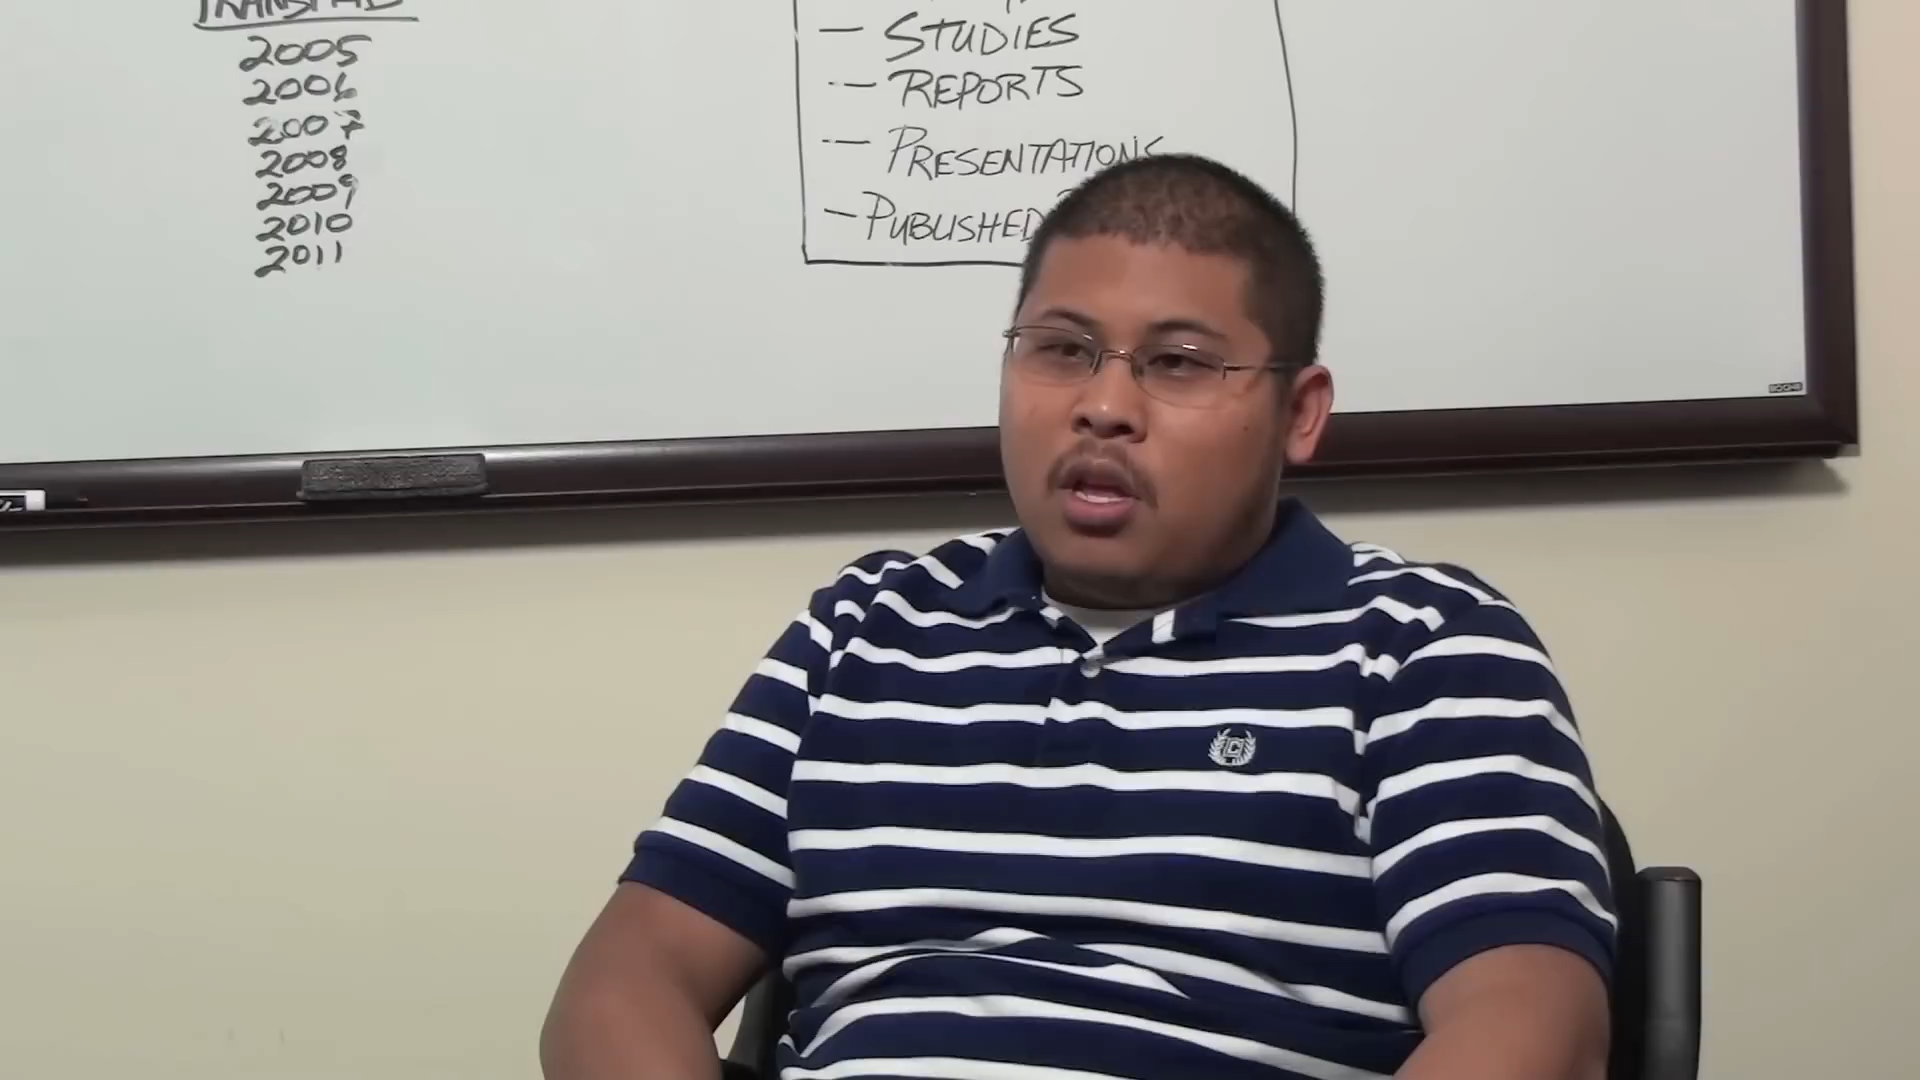 2005
2006
2007
2008
2009
2010
2011
— STUDIES
-- REPORTS
-- PRESENTATIONS
— PUBLISHED
C